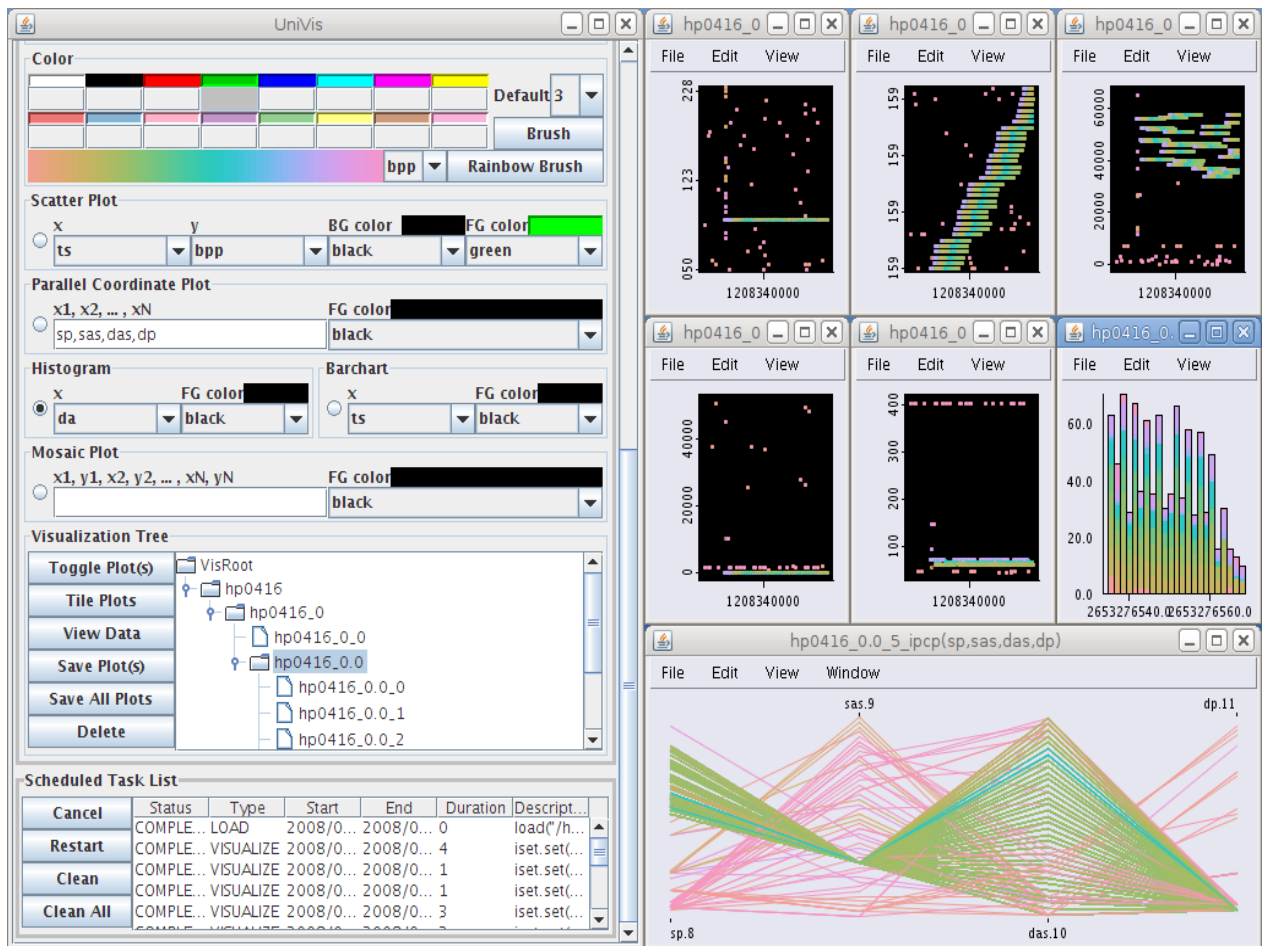 UniVis
Color
Default 3
Brush
bpp Rainbow Brush
Scatter Plot
x y BG color FG color
ts bpp black green
Parallel Coordinate Plot
x1, x2, ... , xN FG color
sp,sas,das,dp black
Histogram Barchart
x FG color x FG color
da black ts black
Mosaic Plot
x1, y1, x2, y2, ... , xN, yN FG color
black
Visualization Tree
Toggle Plot(s)
Tile Plots
View Data
Save Plot(s)
Save All Plots
Delete
VisRoot
hp0416
hp0416_0
hp0416_0_0
hp0416_0.0
hp0416_0.0_0
hp0416_0.0_1
hp0416_0.0_2
Scheduled Task List
Cancel
Restart
Clean
Clean All
Status Type Start End Duration Descript...
COMPLE... LOAD 2008/0... 2008/0... 0 load("/h...
COMPLE... VISUALIZE 2008/0... 2008/0... 4 iset.set(...
COMPLE... VISUALIZE 2008/0... 2008/0... 1 iset.set(...
COMPLE... VISUALIZE 2008/0... 2008/0... 1 iset.set(...
COMPLE... VISUALIZE 2008/0... 2008/0... 3 iset.set(...
hp0416_0
File Edit View
228
123
050
1208340000
hp0416_0
File Edit View
159
159
159
159
1208340000
hp0416_0
File Edit View
60000
40000
20000
0
1208340000
hp0416_0
File Edit View
40000
20000
0
1208340000
hp0416_0
File Edit View
400
200
100
1208340000
hp0416_0.
File Edit View
60.0
40.0
20.0
0.0
2653276540.0 2653276560.0
hp0416_0.0_5_ipcp(sp,sas,das,dp)
File Edit View Window
sas.9 dp.11
sp.8 das.10